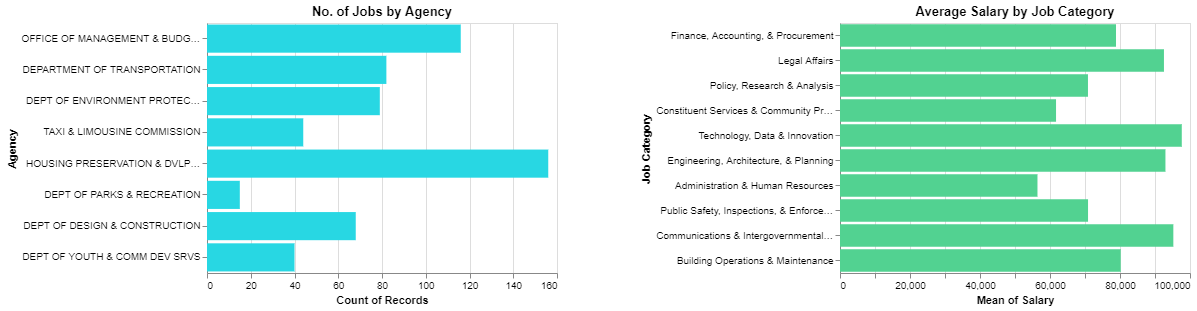 No. of Jobs by Agency
Agency
OFFICE OF MANAGEMENT & BUDG...
DEPARTMENT OF TRANSPORTATION
DEPT OF ENVIRONMENT PROTEC...
TAXI & LIMOUSINE COMMISSION
HOUSING PRESERVATION & DVLP...
DEPT OF PARKS & RECREATION
DEPT OF DESIGN & CONSTRUCTION
DEPT OF YOUTH & COMM DEV SRVS
0 20 40 60 80 100 120 140 160
Count of Records
Average Salary by Job Category
Job Category
Finance, Accounting, & Procurement
Legal Affairs
Policy, Research & Analysis
Constituent Services & Community Pr...
Technology, Data & Innovation
Engineering, Architecture, & Planning
Administration & Human Resources
Public Safety, Inspections, & Enforce...
Communications & Intergovernmental...
Building Operations & Maintenance
0 20,000 40,000 60,000 80,000 100,000
Mean of Salary